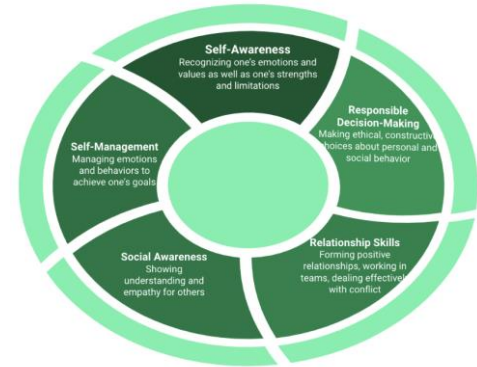 Self-Awareness
Recognizing one's emotions and
values as well as one's strengths
and limitations
Responsible
Decision-Making
Making ethical, constructive
choices about personal and
social behavior
Relationship Skills
Forming positive
relationships, working in
teams, dealing effectively
with conflict
Social Awareness
Showing
understanding and
empathy for others
Self-Management
Managing emotions
and behaviors to
achieve one's goals